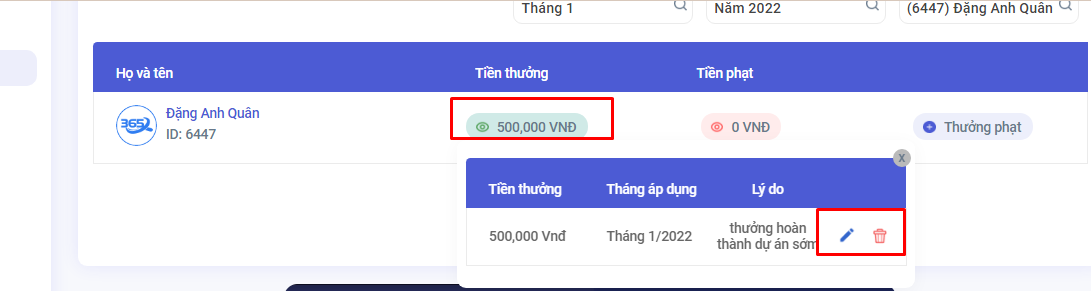 Tháng 1 Năm 2022 (6447) Đặng Anh Quân
Họ và tên Tiền thưởng Tiền phạt
365
Đặng Anh Quân
ID: 6447
500,000 VNĐ 0 VNĐ Thưởng phạt
X
Tiền thưởng Tháng áp dụng Lý do
500,000 Vnđ Tháng 1/2022 thưởng hoàn
thành dự án sớm